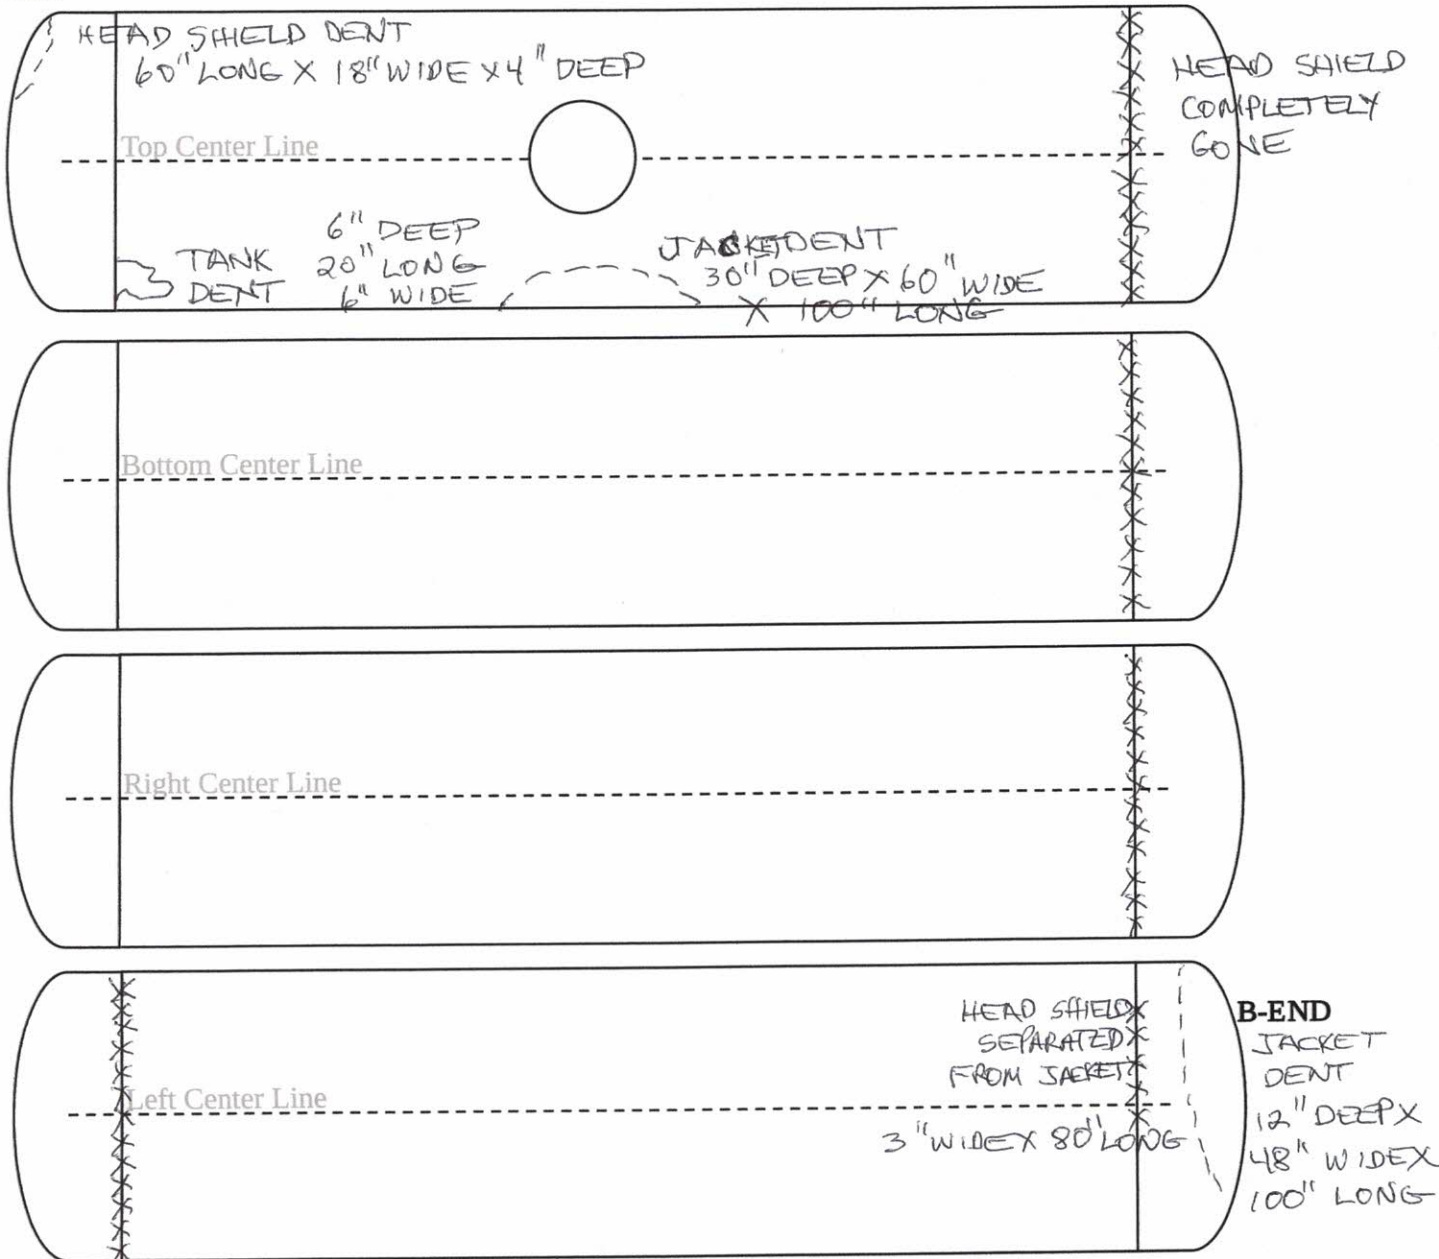 HEAD SHIELD DENT
60" LONG X 18" WIDE X 4" DEEP
HEAD SHIELD
COMPLETELY
GONE
Top Center Line
TANK
DENT
6" DEEP
20" LONG
6" WIDE
JACKET DENT
30" DEEP X 60" WIDE
X 100" LONG
Bottom Center Line
Right Center Line
HEAD SHIELD
SEPARATED
FROM JACKET
Left Center Line
3" WIDE X 80" LONG
B-END
JACKET
DENT
12" DEEP X
48" WIDE X
100" LONG